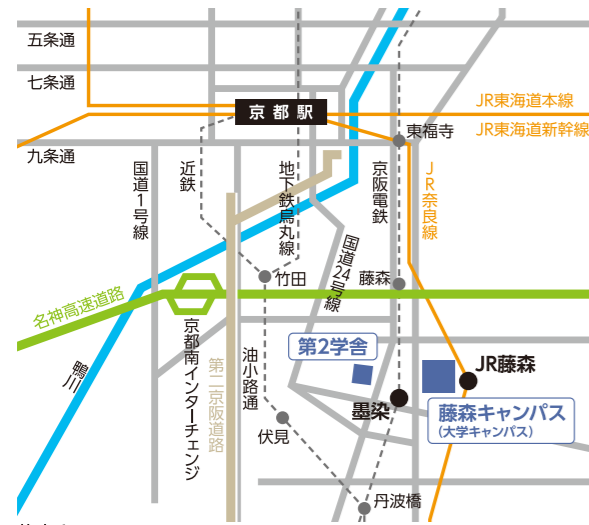 五条通
七条通
京都駅
JR東海道本線
東福寺
JR東海道新幹線
九条通
国道1号線
近鉄
地下鉄烏丸線
京阪電鉄
JR奈良線
国道24号線
竹田
藤森
名神高速道路
京都南インターチェンジ
第二京阪道路
油小路通
鴨川
第2学舎
JR藤森
墨染
藤森キャンパス
(大学キャンパス)
伏見
丹波橋